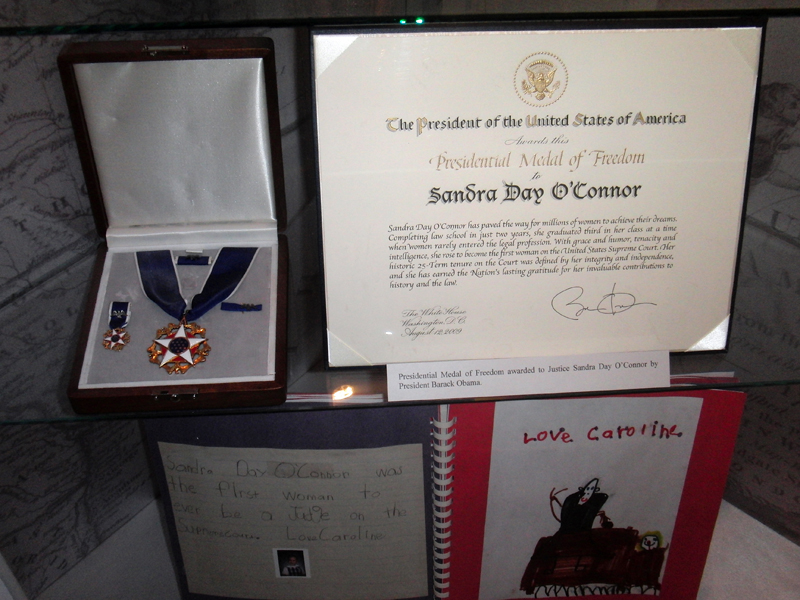 The President of the United States of America
Awards this
Presidential Medal of Freedom
to
Sandra Day O'Connor
Sandra Day O'Connor has paved the way for millions of women to achieve their dreams.
Completing law school in just two years, she graduated third in her class at a time
when women rarely entered the legal profession. With grace and humor, tenacity and
intelligence, she rose to become the first woman on the United States Supreme Court. Her
historic 25-Term tenure on the Court was defined by her integrity and independence,
and she has earned the Nation's lasting gratitude for her invaluable contributions to
history and the law.
The White House
Washington, D.C.
August 12, 2009
Presidential Medal of Freedom awarded to Justice Sandra Day O'Connor by
President Barack Obama.
Sandra Day O'Connor was
the first woman to
ever be a on the
Love Caroline
Love Caroline